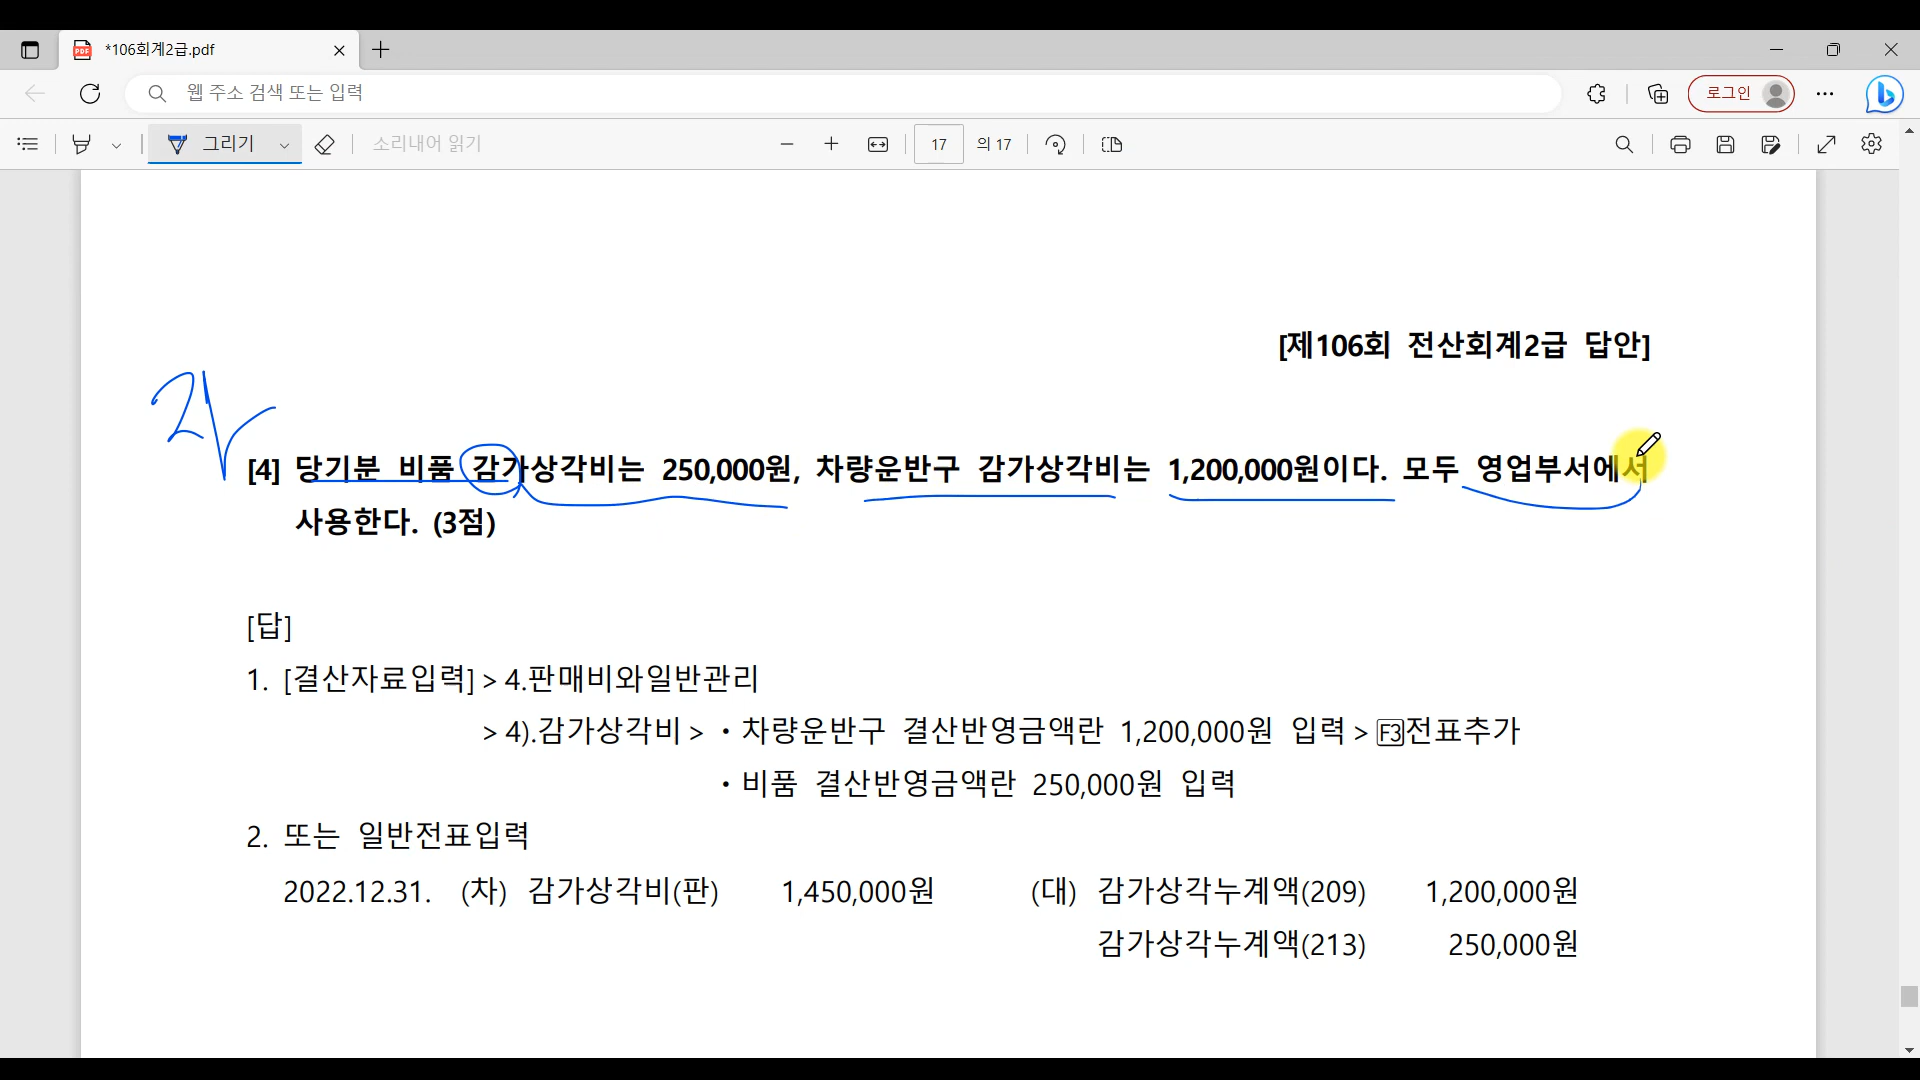 *106회계2급.pdf
웹 주소 검색 또는 입력
로그인
그리기
소리내어 읽기
17 의 17
[제106회 전산회계2급 답안]
21
[4] 당기분 비품 감가상각비는 250,000원, 차량운반구 감가상각비는 1,200,000원이다. 모두 영업부서에서
사용한다. (3점)
[답]
1. [결산자료입력] > 4.판매비와일반관리
> 4).감가상각비 > · 차량운반구 결산반영금액란 1,200,000원 입력 > F3전표추가
· 비품 결산반영금액란 250,000원 입력
2. 또는 일반전표입력
2022.12.31. (차) 감가상각비(판) 1,450,000원 (대) 감가상각누계액(209) 1,200,000원
감가상각누계액(213) 250,000원